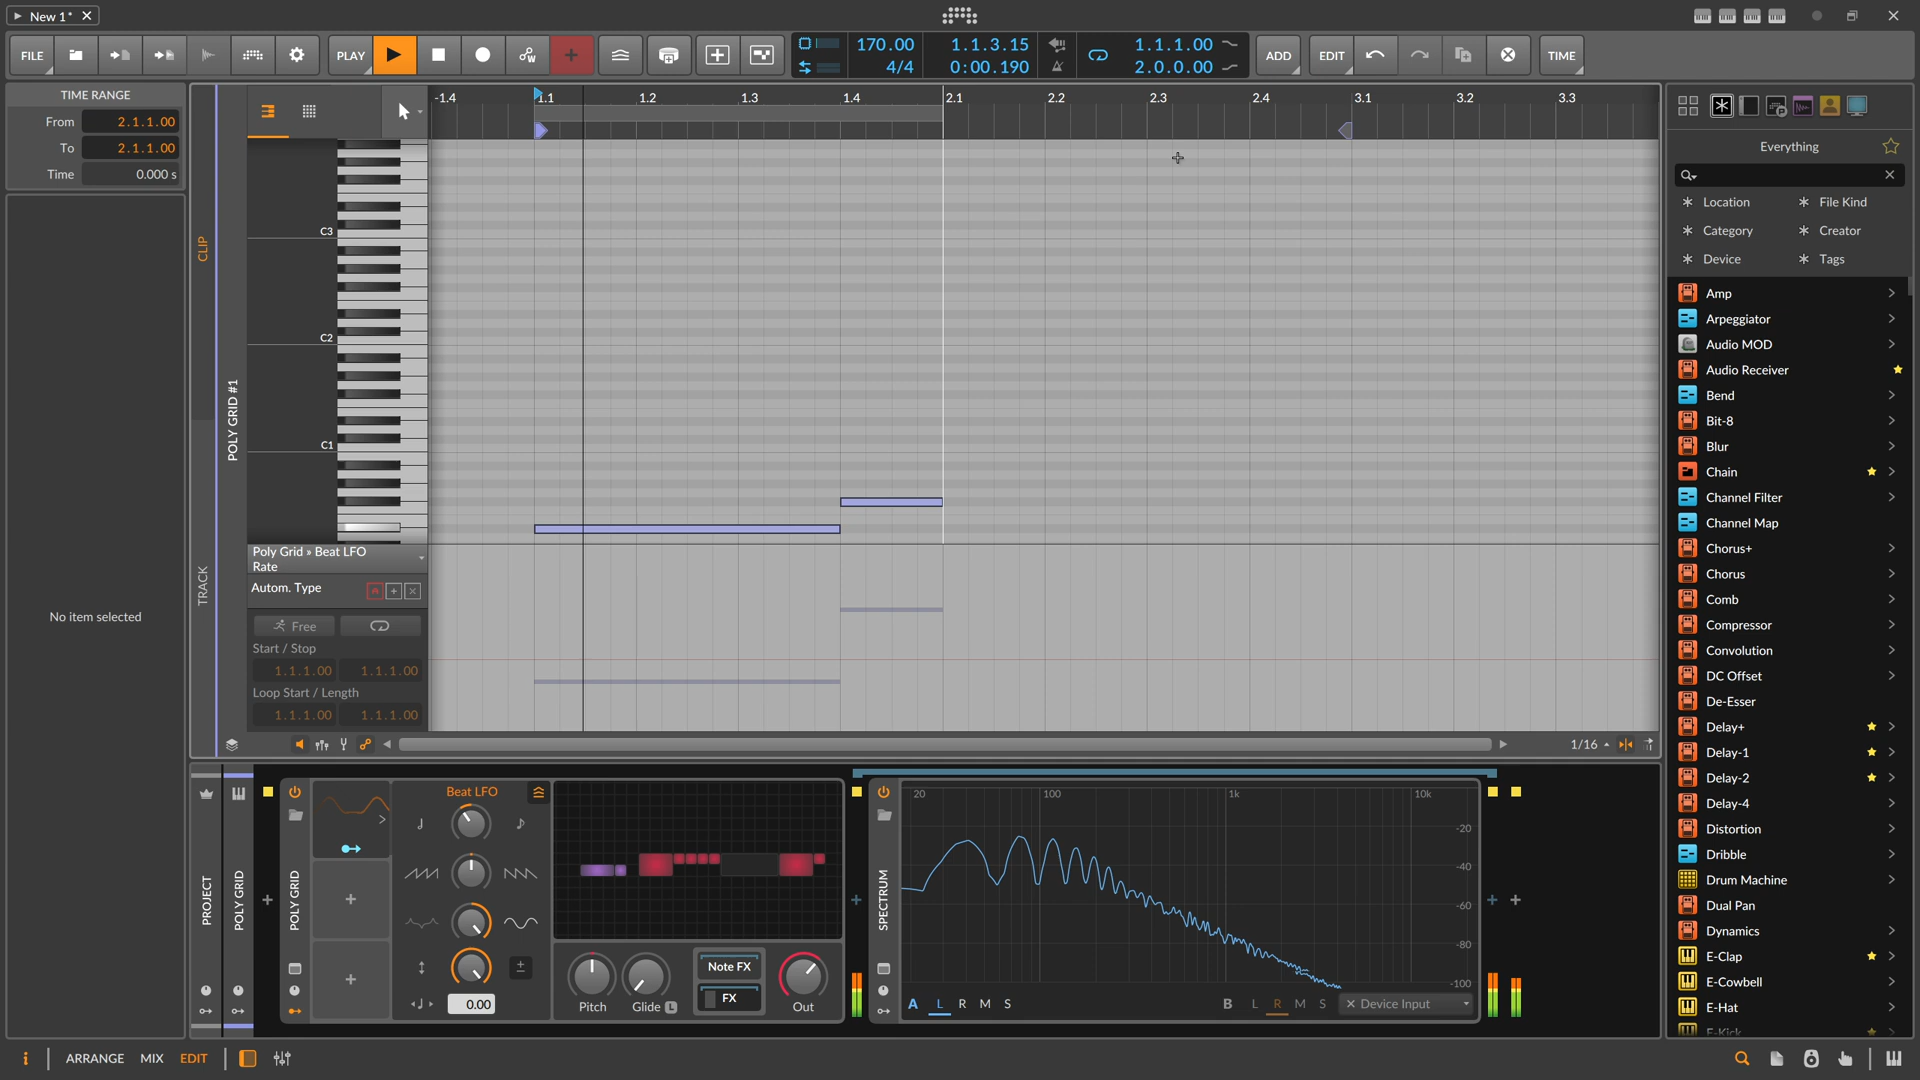 New 1*
FILE
PLAY
170.00
4/4
1.1.3.15
0:00.190
1.1.1.00
2.0.0.00
ADD
EDIT
TIME
TIME RANGE
From 2.1.1.00
To 2.1.1.00
Time 0.000 s
No item selected
CLIP
TRACK
POLY GRID #1
-1.4 1.1 1.2 1.3 1.4 2.1 2.2 2.3 2.4 3.1 3.2 3.3
C3
C2
C1
Poly Grid » Beat LFO
Rate
Autom. Type
Free
Start / Stop
1.1.1.00 1.1.1.00
Loop Start / Length
1.1.1.00 1.1.1.00
1/16
PROJECT
POLY GRID
POLY GRID
Beat LFO
0.00
Pitch
Glide L
Note FX
FX
Out
SPECTRUM
20 100 1k 10k
-20
-40
-60
-80
-100
A L R M S
B L R M S
Device Input
Everything
Location
File Kind
Category
Creator
Device
Tags
Amp
Arpeggiator
Audio MOD
Audio Receiver
Bend
Bit-8
Blur
Chain
Channel Filter
Channel Map
Chorus+
Chorus
Comb
Compressor
Convolution
DC Offset
De-Esser
Delay+
Delay-1
Delay-2
Delay-4
Distortion
Dribble
Drum Machine
Dual Pan
Dynamics
E-Clap
E-Cowbell
E-Hat
E-Kick
i
ARRANGE
MIX
EDIT